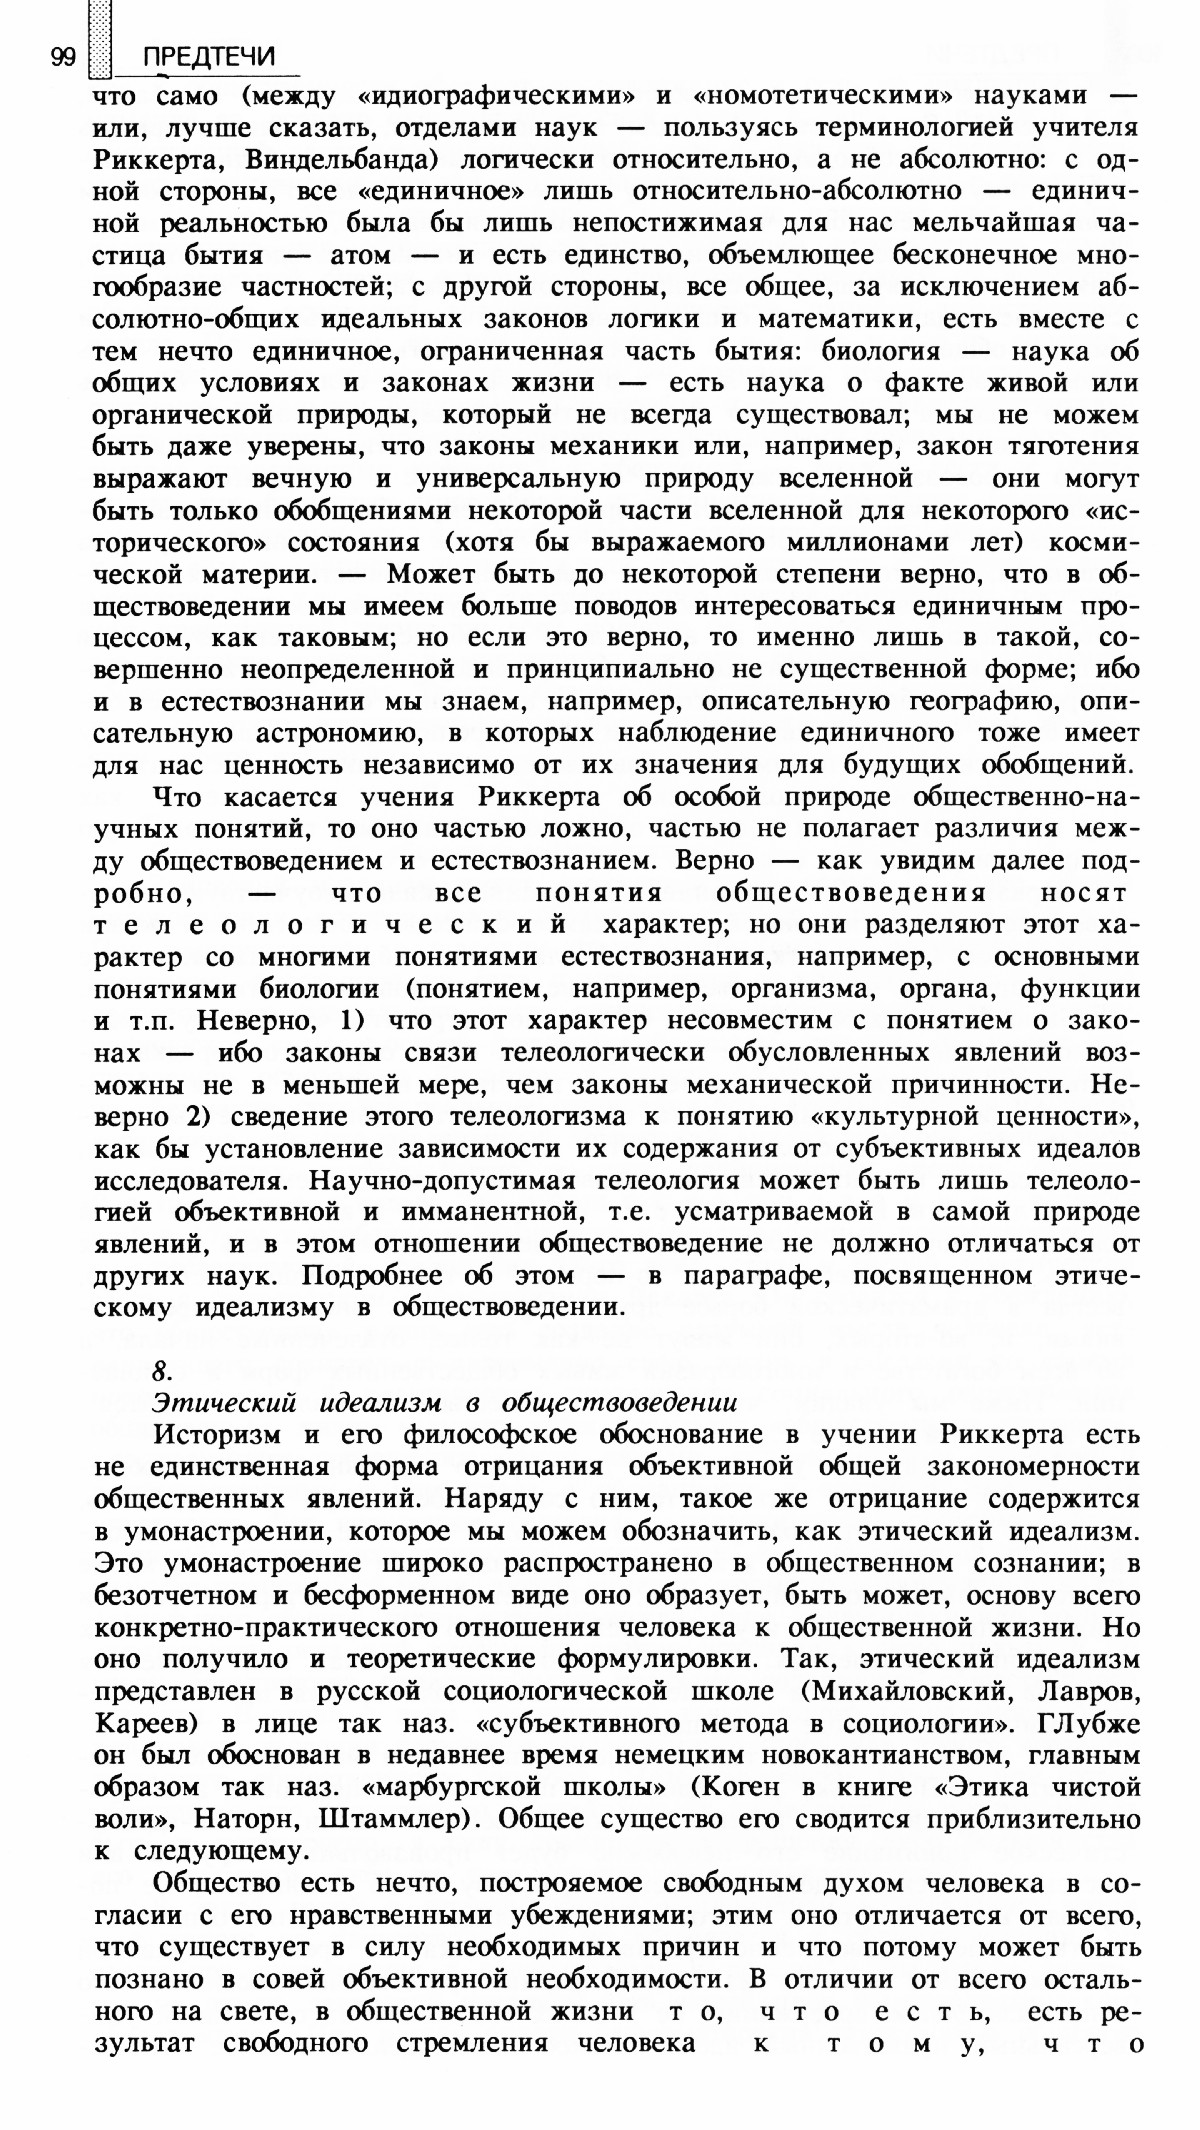 99 ПРЕДТЕЧИ
что само (между «идиографическими» и «номотетическими» науками —
или, лучше сказать, отделами наук — пользуясь терминологией учителя
Риккерта, Виндельбанда) логически относительно, а не абсолютно: с од-
ной стороны, все «единичное» лишь относительно-абсолютно — единич-
ной реальностью была бы лишь непостижимая для нас мельчайшая ча-
стица бытия — атом — и есть единство, объемлющее бесконечное мно-
гообразие частностей; с другой стороны, все общее, за исключением аб-
солютно-общих идеальных законов логики и математики, есть вместе с
тем нечто единичное, ограниченная часть бытия: биология — наука об
общих условиях и законах жизни — есть наука о факте живой или
органической природы, который не всегда существовал; мы не можем
быть даже уверены, что законы механики или, например, закон тяготения
выражают вечную и универсальную природу вселенной — они могут
быть только обобщениями некоторой части вселенной для некоторого «ис-
торического» состояния (хотя бы выражаемого миллионами лет) косми-
ческой материи. — Может быть до некоторой степени верно, что в об-
ществоведении мы имеем больше поводов интересоваться единичным про-
цессом, как таковым; но если это верно, то именно лишь в такой, со-
вершенно неопределенной и принципиально не существенной форме; ибо
и в естествознании мы знаем, например, описательную географию, опи-
сательную астрономию, в которых наблюдение единичного тоже имеет
для нас ценность независимо от их значения для будущих обобщений.
Что касается учения Риккерта об особой природе общественно-на-
учных понятий, то оно частью ложно, частью не полагает различия меж-
ду обществоведением и естествознанием. Верно — как увидим далее под-
робно, — что все понятия обществоведения носят
т е л е о л о г и ч е с к и й характер; но они разделяют этот ха-
рактер со многими понятиями естествознания, например, с основными
понятиями биологии (понятием, например, организма, органа, функции
и т.п. Неверно, 1) что этот характер несовместим с понятием о зако-
нах — ибо законы связи телеологически обусловленных явлений воз-
можны не в меньшей мере, чем законы механической причинности. Не-
верно 2) сведение этого телеологизма к понятию «культурной ценности»,
как бы установление зависимости их содержания от субъективных идеалов
исследователя. Научно-допустимая телеология может быть лишь телеоло-
гией объективной и имманентной, т.е. усматриваемой в самой природе
явлений, и в этом отношении обществоведение не должно отличаться от
других наук. Подробнее об этом — в параграфе, посвященном этиче-
скому идеализму в обществоведении.
8.
Этический идеализм в обществоведении
Историзм и его философское обоснование в учении Риккерта есть
не единственная форма отрицания объективной общей закономерности
общественных явлений. Наряду с ним, такое же отрицание содержится
в умонастроении, которое мы можем обозначить, как этический идеализм.
Это умонастроение широко распространено в общественном сознании; в
безотчетном и бесформенном виде оно образует, быть может, основу всего
конкретно-практического отношения человека к общественной жизни. Но
оно получило и теоретические формулировки. Так, этический идеализм
представлен в русской социологической школе (Михайловский, Лавров,
Кареев) в лице так наз. «субъективного метода в социологии». ГЛубже
он был обоснован в недавнее время немецким новокантианством, главным
образом так наз. «марбургской школы» (Коген в книге «Этика чистой
воли», Наторн, Штаммлер). Общее существо его сводится приблизительно
к следующему.
Общество есть нечто, построяемое свободным духом человека в со-
гласии с его нравственными убеждениями; этим оно отличается от всего,
что существует в силу необходимых причин и что потому может быть
познано в совей объективной необходимости. В отличии от всего осталь-
ного на свете, в общественной жизни т о, ч т о е с т ь, есть ре-
зультат свободного стремления человека к т о м у, ч т о